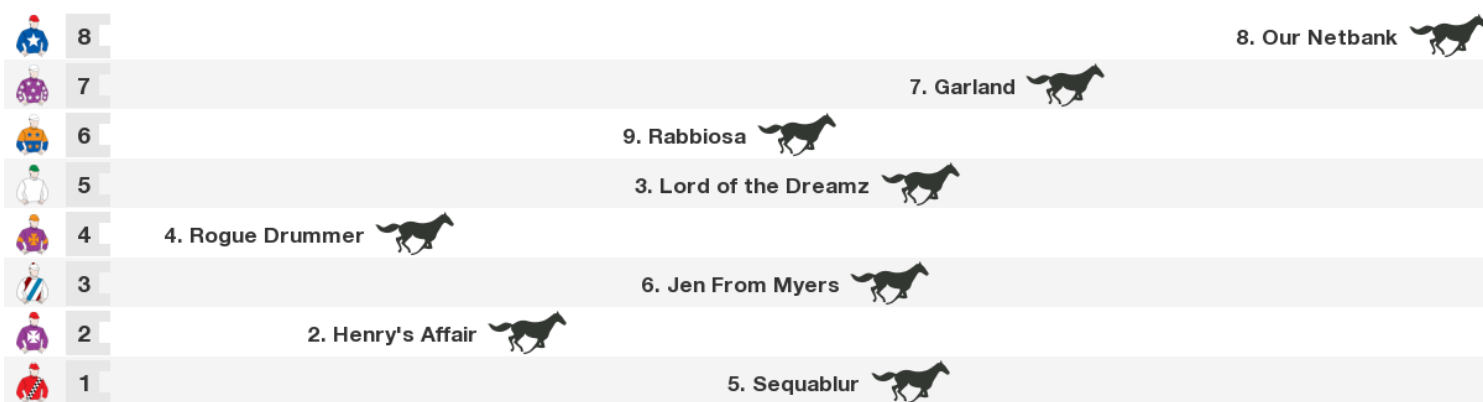 8 8. Our Netbank
7 7. Garland
6 9. Rabbiosa
5 3. Lord of the Dreamz
4 4. Rogue Drummer
3 6. Jen From Myers
2 2. Henry's Affair
1 5. Sequablur